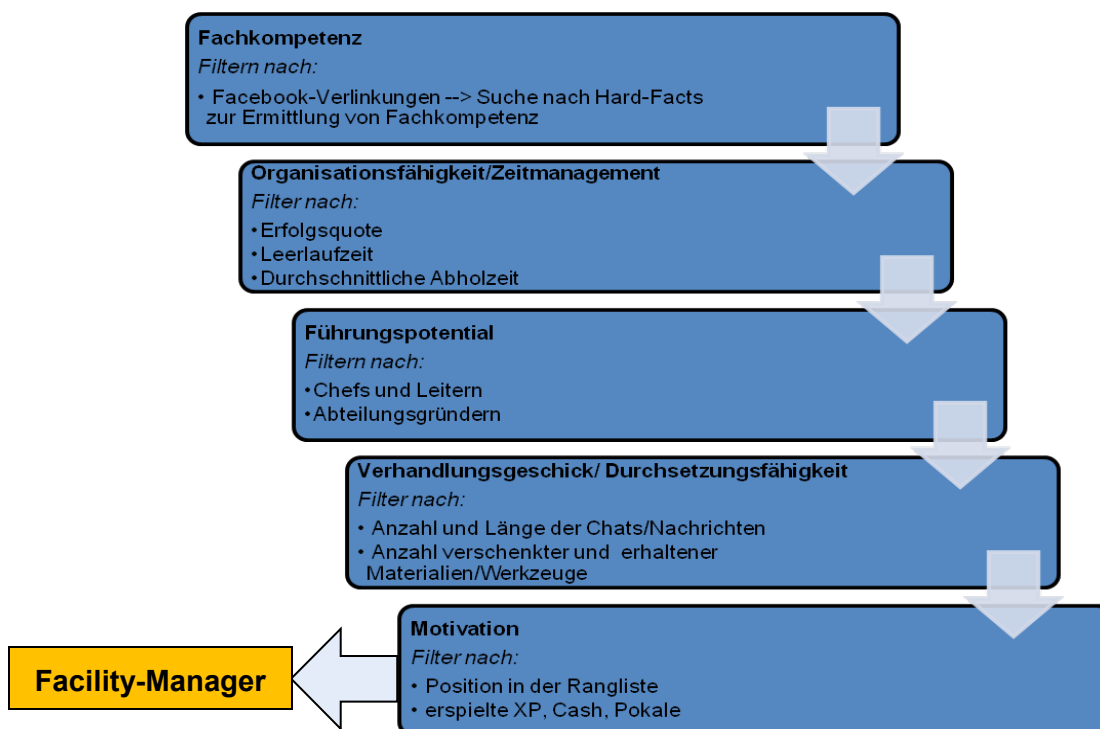 Fachkompetenz
Filtern nach:
• Facebook-Verlinkungen --> Suche nach Hard-Facts
zur Ermittlung von Fachkompetenz
Organisationsfähigkeit/Zeitmanagement
Filter nach:
• Erfolgsquote
• Leerlaufzeit
• Durchschnittliche Abholzeit
Führungspotential
Filtern nach:
• Chefs und Leitern
• Abteilungsgründern
Verhandlungsgeschick/ Durchsetzungsfähigkeit
Filter nach:
• Anzahl und Länge der Chats/Nachrichten
• Anzahl verschenkter und erhaltener
Materialien/Werkzeuge
Motivation
Filter nach:
• Position in der Rangliste
• erspielte XP, Cash, Pokale
Facility-Manager